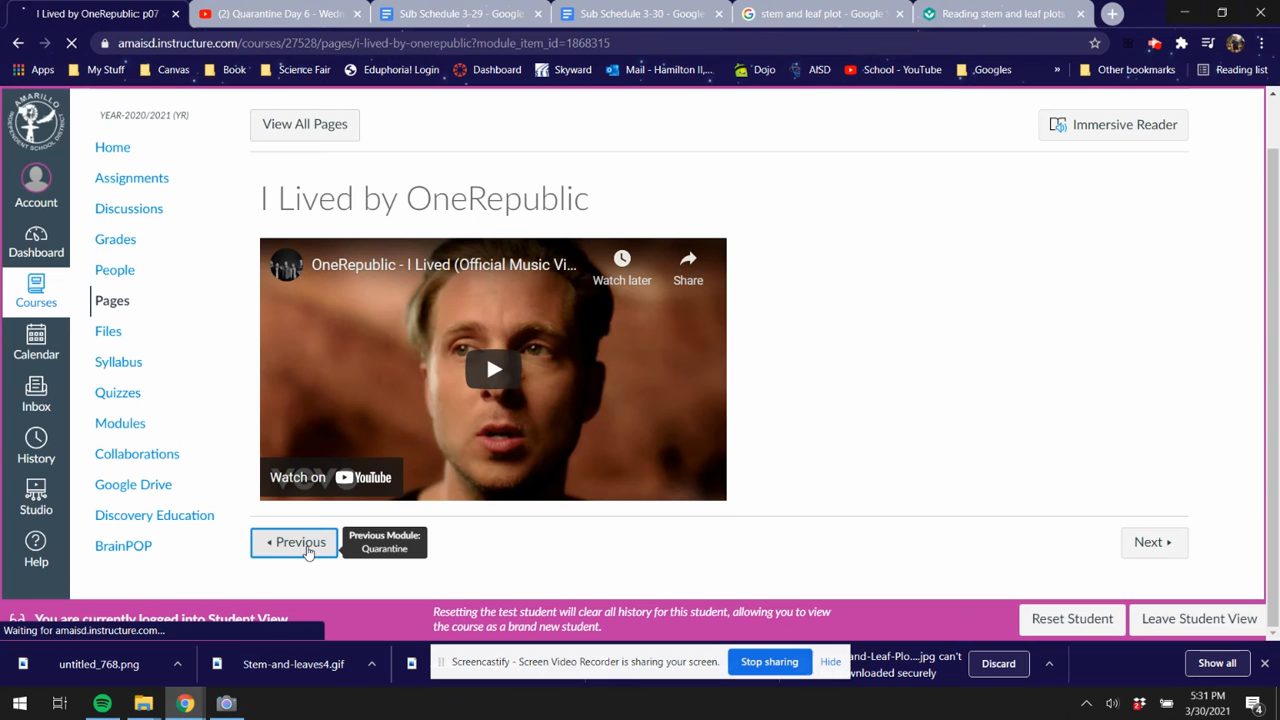 I Lived by OneRepublic: p07
(2) Quarantine Day 6 - Wedne
Sub Schedule 3-29 - Google
Sub Schedule 3-30 - Google
stem and leaf plot - Google
Reading stem and leaf plots
amaisd.instructure.com/courses/27528/pages/i-lived-by-onerepublic?module_item_id=1868315
Apps
My Stuff
Canvas
Book
Science Fair
Eduphoria! Login
Dashboard
Skyward
Mail - Hamilton II,...
Dojo
AISD
School - YouTube
Googles
»
Other bookmarks
Reading list
AMARILLO
INDEPENDENT SCHOOL DISTRICT
Account
Dashboard
Courses
Calendar
Inbox
History
Studio
Help
YEAR-2020/2021 (YR)
Home
Assignments
Discussions
Grades
People
Pages
Files
Syllabus
Quizzes
Modules
Collaborations
Google Drive
Discovery Education
BrainPOP
View All Pages
Immersive Reader
I Lived by OneRepublic
OneRepublic - I Lived (Official Music Vi...
Watch later
Share
Watch on YouTube
vevo
Previous
Previous Module:
Quarantine
Next
You are currently logged into Student View
Resetting the test student will clear all history for this student, allowing you to view
the course as a brand new student.
Reset Student
Leave Student View
Waiting for amaisd.instructure.com...
untitled_768.png
Stem-and-leaves4.gif
Screencastify - Screen Video Recorder is sharing your screen.
Stop sharing
Hide
and-Leaf-Plo....jpg can't
wnloaded securely
Discard
Show all
5:31 PM
3/30/2021
4